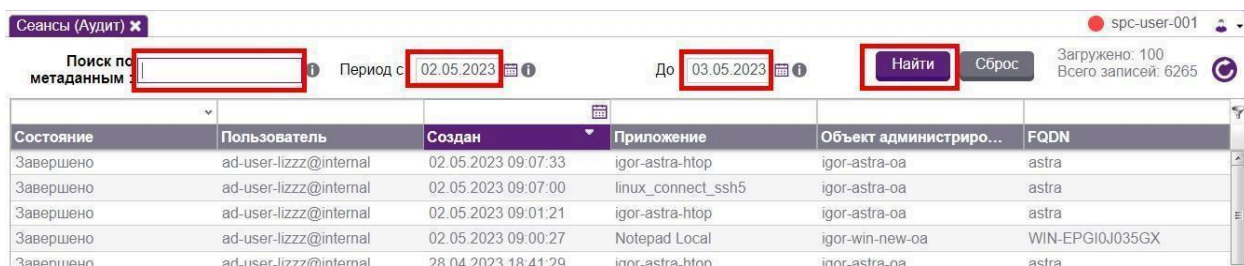 Сеансы (Аудит) ✖ spc-user-001
Поиск по метаданным : Период с 02.05.2023 До 03.05.2023 Найти Сброс
Загружено: 100
Всего записей: 6265
Состояние Пользователь Создан Приложение Объект администриро... FQDN
Завершено ad-user-lizzz@internal 02.05.2023 09:07:33 igor-astra-htop igor-astra-oa astra
Завершено ad-user-lizzz@internal 02.05.2023 09:07:00 linux_connect_ssh5 igor-astra-oa astra
Завершено ad-user-lizzz@internal 02.05.2023 09:01:21 igor-astra-htop igor-astra-oa astra
Завершено ad-user-lizzz@internal 02.05.2023 09:00:27 Notepad Local igor-win-new-oa WIN-EPGI0J035GX
Завершено ad-user-lizzz@internal 28.04.2023 18:41:29 igor-astra-htop igor-astra-oa astra